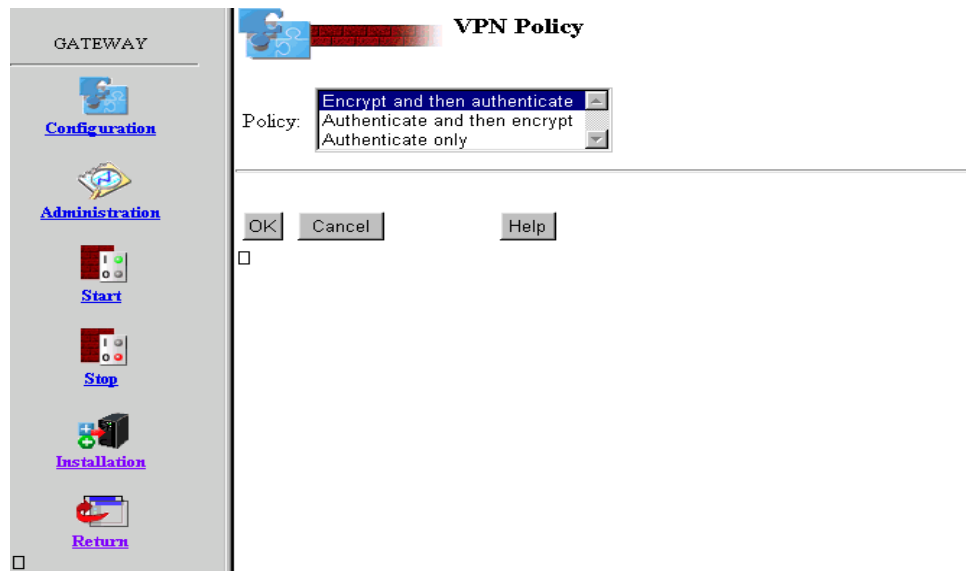 GATEWAY
Configuration
Administration
Start
Stop
Installation
Return
VPN Policy
Policy:
Encrypt and then authenticate
Authenticate and then encrypt
Authenticate only
OK Cancel Help